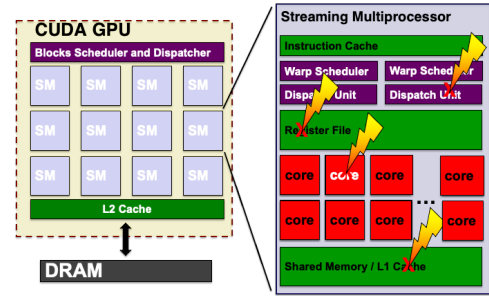 CUDA GPU
Blocks Scheduler and Dispatcher
SM SM SM SM
SM SM SM SM
SM SM SM SM
L2 Cache
DRAM
Streaming Multiprocessor
Instruction Cache
Warp Scheduler Warp Scheduler
Dispatch Unit Dispatch Unit
Register File
core core core core
...
core core core core
Shared Memory / L1 Cache